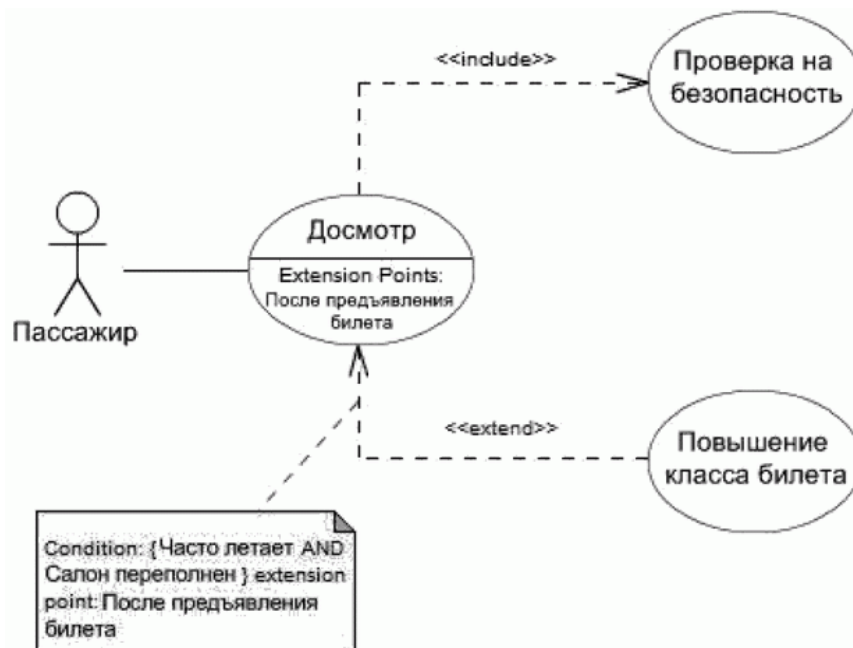 <<include>>
Проверка на
безопасность
Досмотр
Extension Points:
После предъявления
билета
Пассажир
<<extend>>
Повышение
класса билета
Condition: {Часто летает AND
Салон переполнен } extension
point: После предъявления
билета